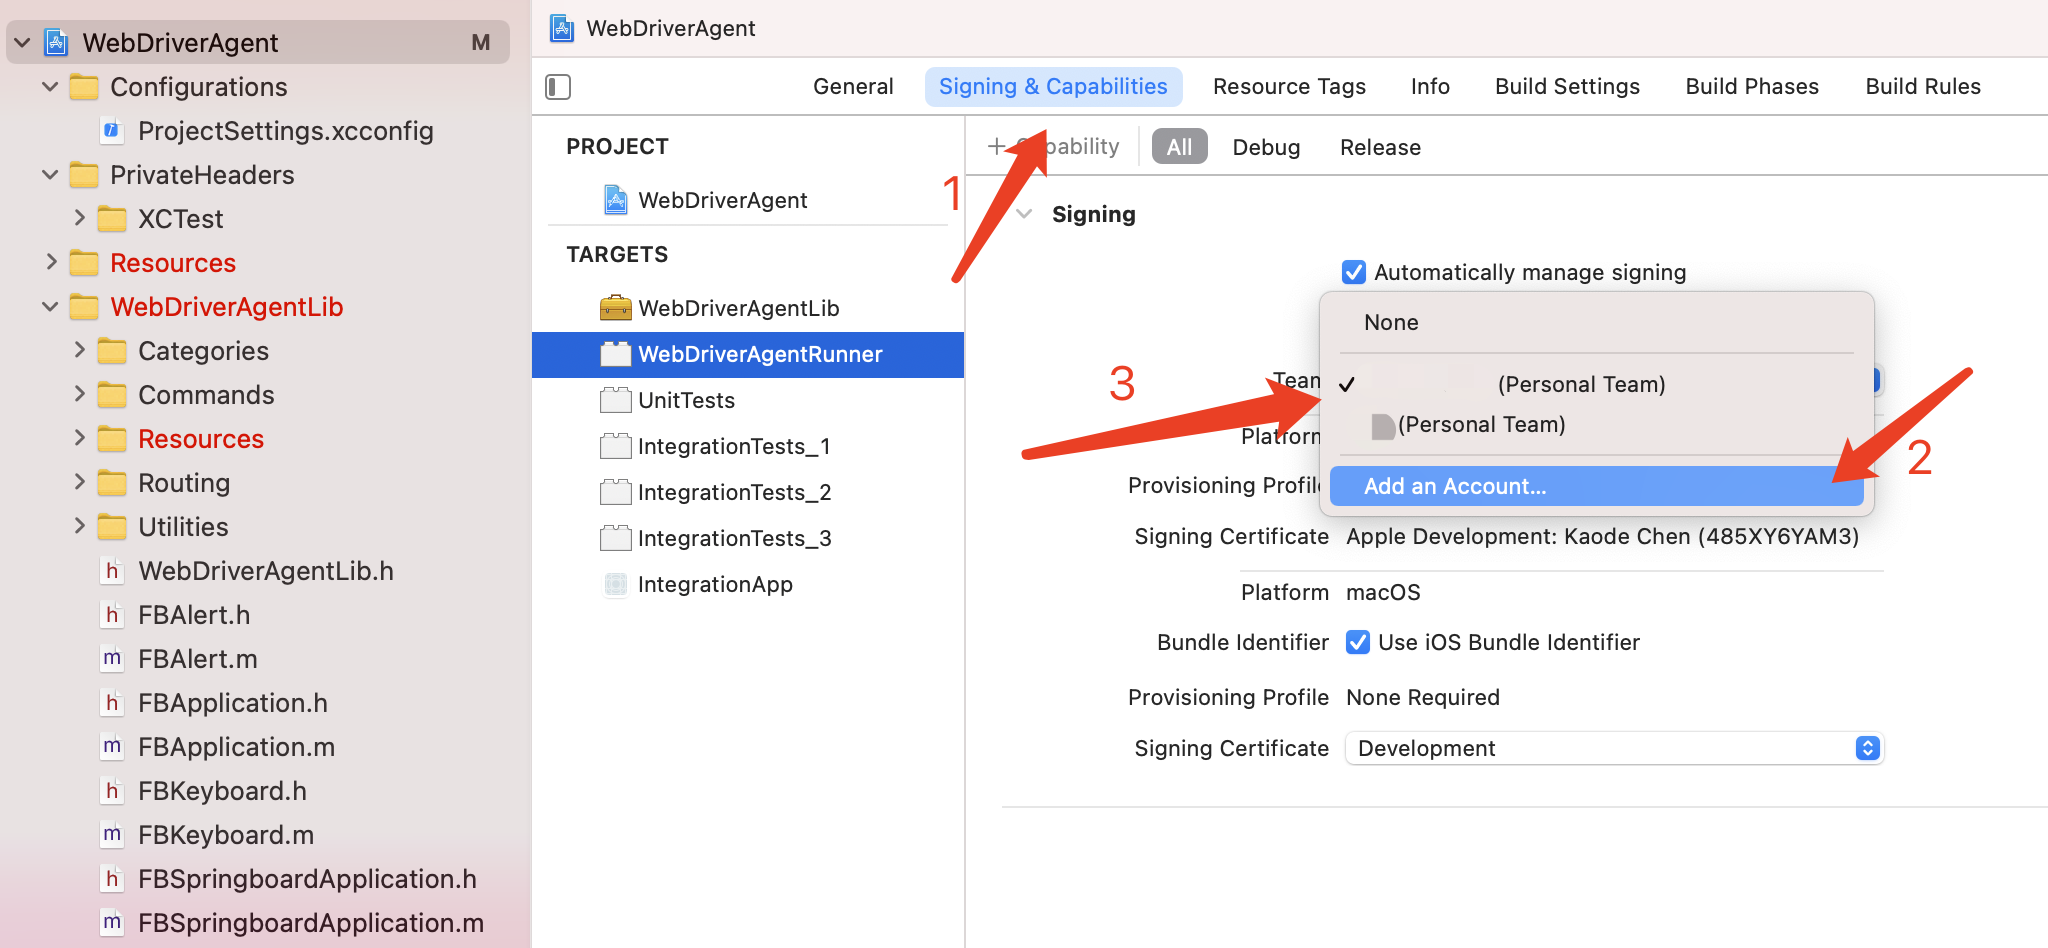 WebDriverAgent M
Configurations
ProjectSettings.xcconfig
PrivateHeaders
XCTest
Resources
WebDriverAgentLib
Categories
Commands
Resources
Routing
Utilities
h WebDriverAgentLib.h
h FBAlert.h
m FBAlert.m
h FBApplication.h
m FBApplication.m
h FBKeyboard.h
m FBKeyboard.m
h FBSpringboardApplication.h
m FBSpringboardApplication.m
WebDriverAgent
General Signing & Capabilities Resource Tags Info Build Settings Build Phases Build Rules
PROJECT
WebDriverAgent
TARGETS
WebDriverAgentLib
WebDriverAgentRunner
UnitTests
IntegrationTests_1
IntegrationTests_2
IntegrationTests_3
IntegrationApp
+ Capability All Debug Release
1
Signing
Automatically manage signing
None
3
Team
(Personal Team)
(Personal Team)
Platform
2
Provisioning Profile
Add an Account...
Signing Certificate Apple Development: Kaode Chen (485XY6YAM3)
Platform macOS
Bundle Identifier Use iOS Bundle Identifier
Provisioning Profile None Required
Signing Certificate Development